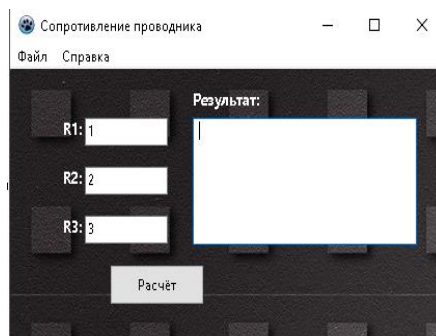 Сопротивление проводника
Файл Справка
Результат:
R1: 1
R2: 2
R3: 3
Расчёт